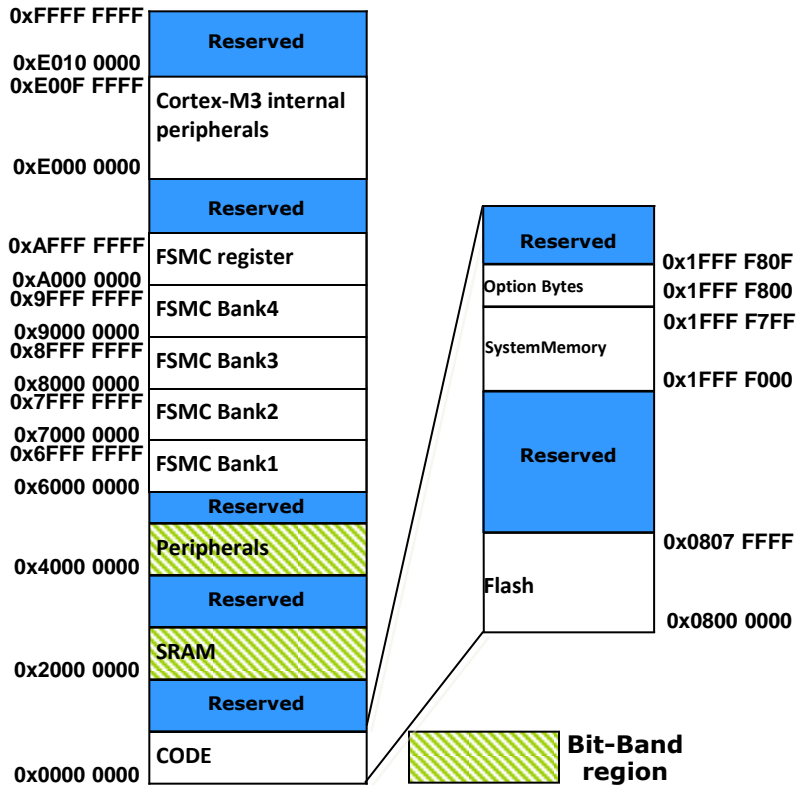 0xFFFF FFFF
Reserved
0xE010 0000
0xE00F FFFF
Cortex-M3 internal
peripherals
0xE000 0000
Reserved
0xAFFF FFFF
FSMC register
0xA000 0000
0x9FFF FFFF
FSMC Bank4
0x9000 0000
0x8FFF FFFF
FSMC Bank3
0x8000 0000
0x7FFF FFFF
FSMC Bank2
0x7000 0000
0x6FFF FFFF
FSMC Bank1
0x6000 0000
Reserved
Peripherals
0x4000 0000
Reserved
SRAM
0x2000 0000
Reserved
CODE
0x0000 0000
Reserved
0x1FFF F80F
Option Bytes
0x1FFF F800
0x1FFF F7FF
SystemMemory
0x1FFF F000
Reserved
0x0807 FFFF
Flash
0x0800 0000
Bit-Band
region